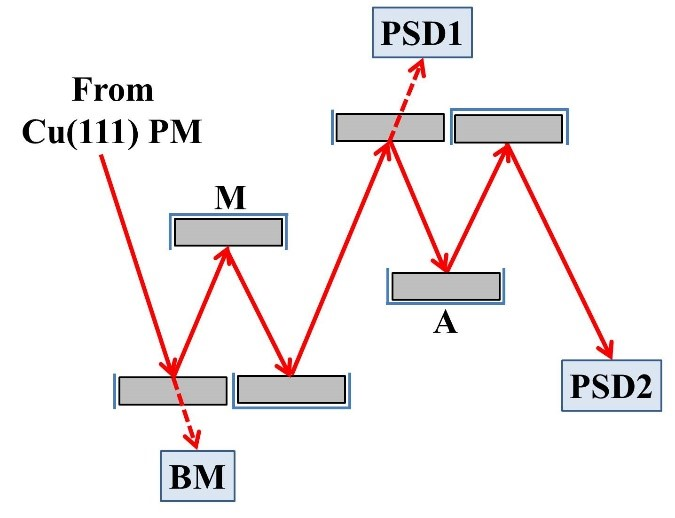 PSD1
From
Cu(111) PM
M
A
PSD2
BM